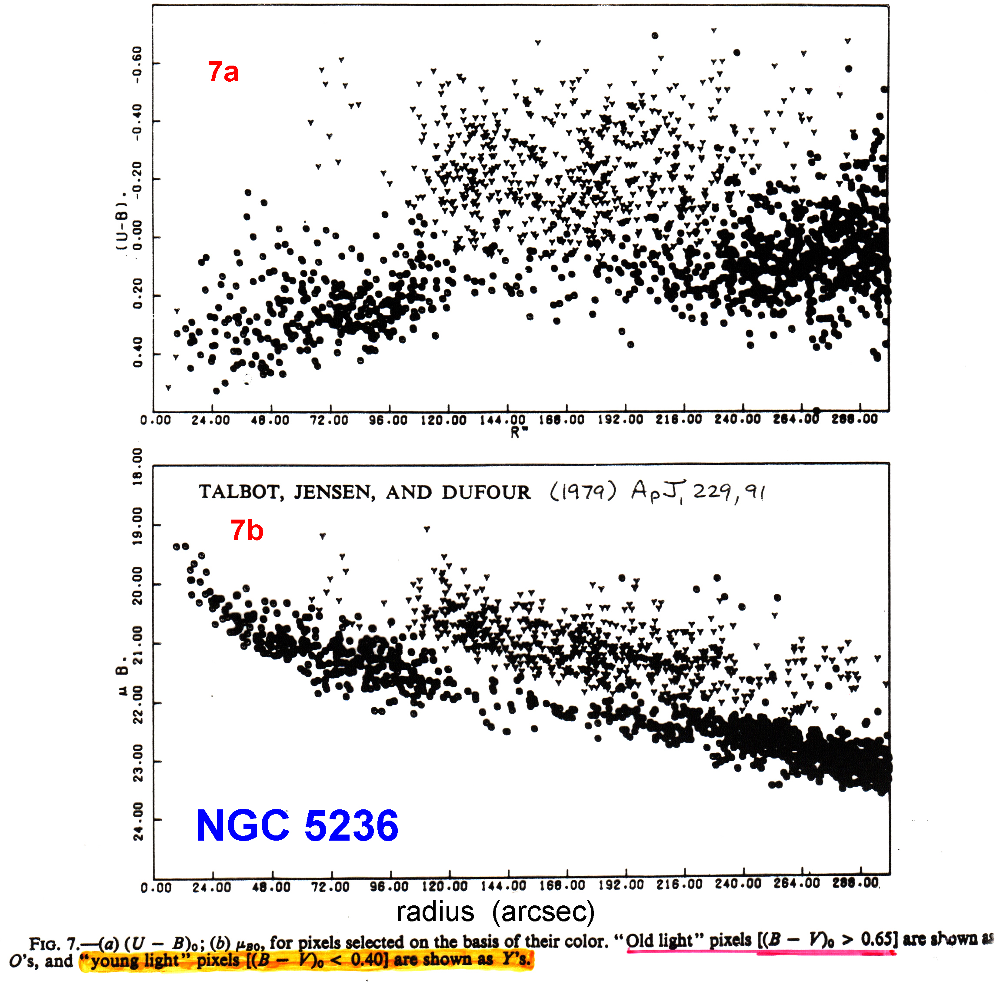 7a
-0.60
-0.40
-0.20
0.00
0.20
0.40
(U-B).
0.00 24.00 48.00 72.00 96.00 120.00 144.00 168.00 192.00 216.00 240.00 264.00 288.00
R"
18.00
19.00
20.00
21.00
22.00
23.00
24.00
μ B.
TALBOT, JENSEN, AND DUFOUR (1979) ApJ, 229, 91
7b
NGC 5236
0.00 24.00 48.00 72.00 96.00 120.00 144.00 168.00 192.00 216.00 240.00 264.00 288.00
radius (arcsec)
FIG. 7.—(a) (U − B)₀; (b) μ_B0, for pixels selected on the basis of their color. “Old light” pixels [(B − V)₀ > 0.65] are shown as
O's, and “young light” pixels [(B − V)₀ < 0.40] are shown as Y's.